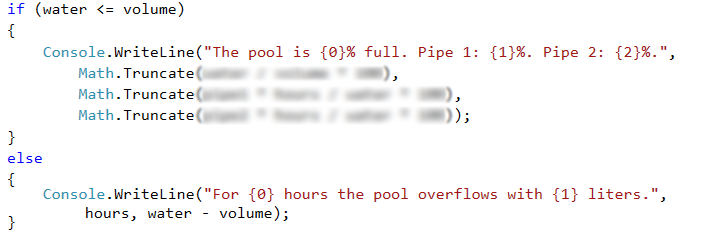 if (water <= volume)
{
Console.WriteLine("The pool is {0}% full. Pipe 1: {1}%. Pipe 2: {2}%.",
Math.Truncate(),
Math.Truncate(),
Math.Truncate());
}
else
{
Console.WriteLine("For {0} hours the pool overflows with {1} liters.",
hours, water - volume);
}